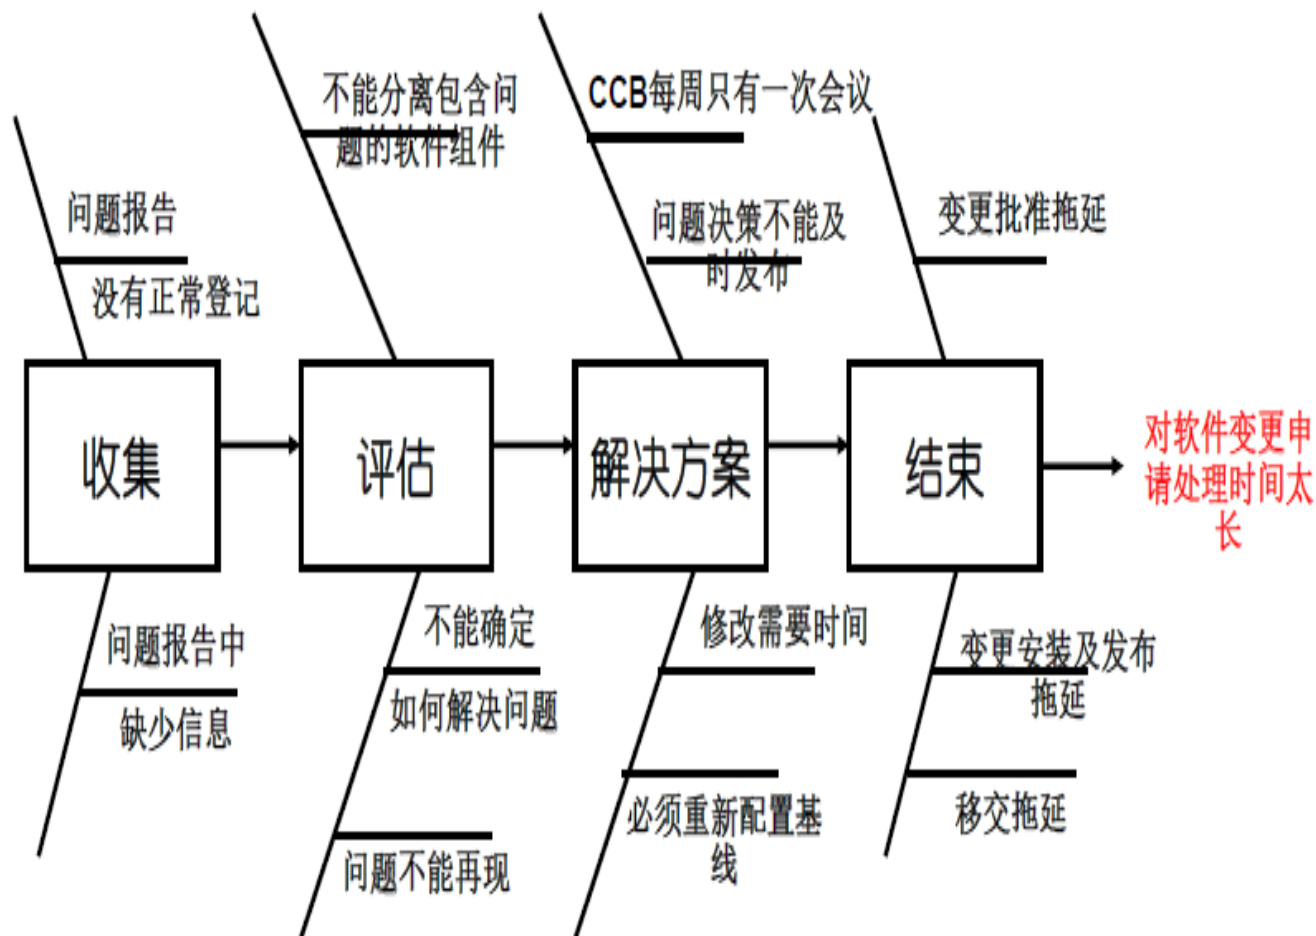 不能分离包含问
题的软件组件
CCB每周只有一次会议
问题报告
没有正常登记
问题决策不能及
时发布
变更批准拖延
收集
评估
解决方案
结束
对软件变更申
请处理时间太
长
问题报告中
缺少信息
不能确定
如何解决问题
问题不能再现
修改需要时间
必须重新配置基
线
变更安装及发布
拖延
移交拖延